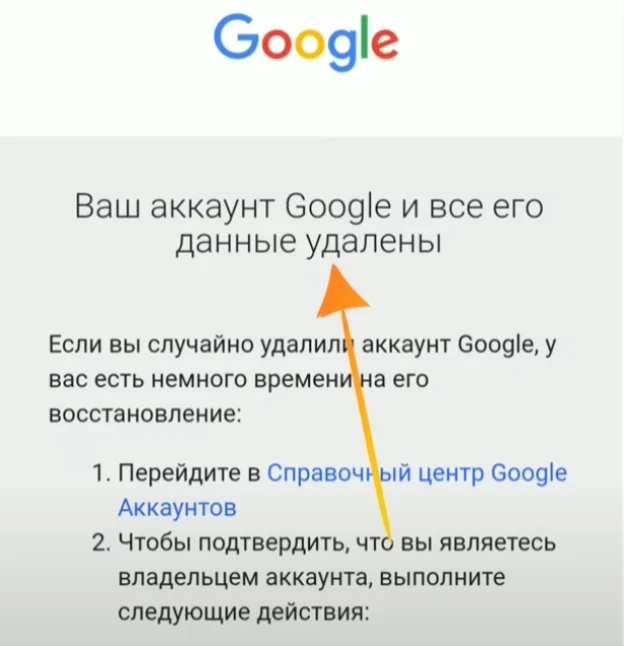 Google
Ваш аккаунт Google и все его
данные удалены
Если вы случайно удалили аккаунт Google, у
вас есть немного времени на его
восстановление:
1. Перейдите в Справочный центр Google
Аккаунтов
2. Чтобы подтвердить, что вы являетесь
владельцем аккаунта, выполните
следующие действия: